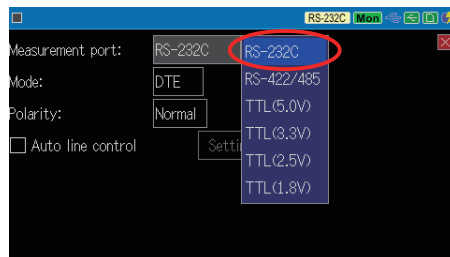 RS-232C Mon
Measurement port: RS-232C RS-232C
RS-422/485
Mode: DTE
TTL(5.0V)
Polarity: Normal
TTL(3.3V)
Auto line control
TTL(2.5V)
TTL(1.8V)